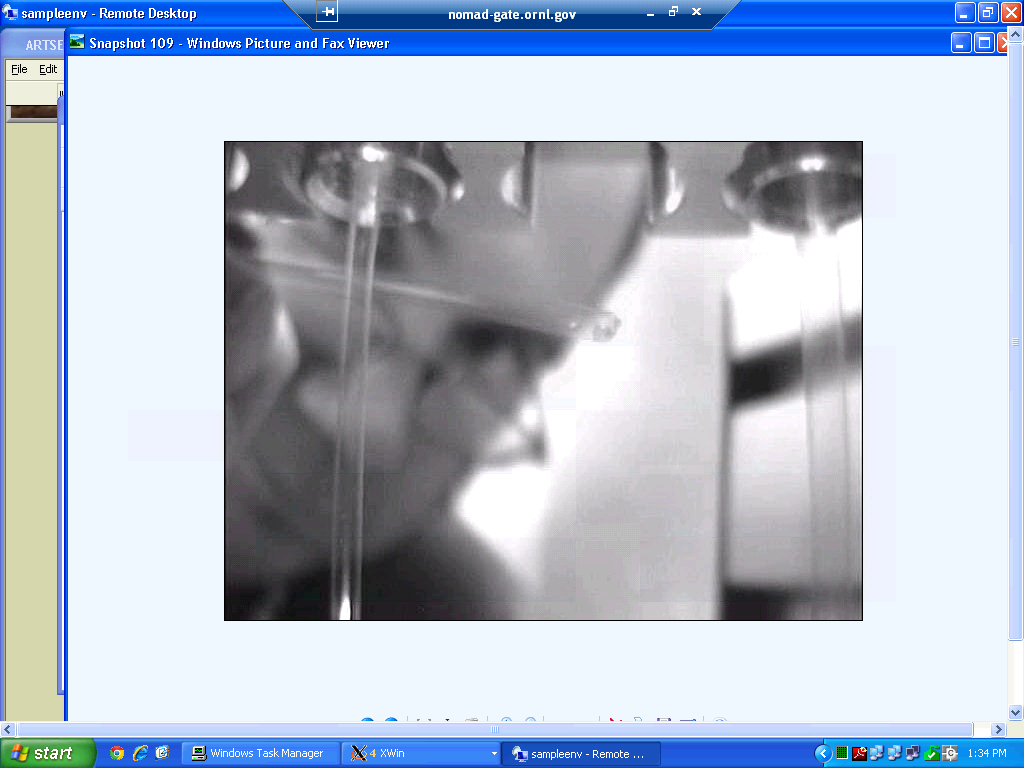 sampleenv - Remote Desktop
nomad-gate.ornl.gov
ARTSE
Snapshot 109 - Windows Picture and Fax Viewer
File Edit
start
Windows Task Manager
4 XWin
sampleenv - Remote ...
1:34 PM